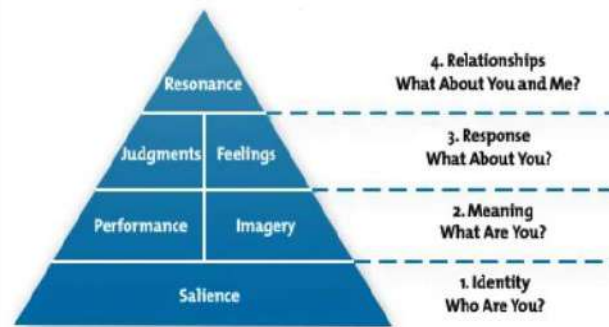 Resonance
4. Relationships
What About You and Me?
Judgments Feelings
3. Response
What About You?
Performance Imagery
2. Meaning
What Are You?
Salience
1. Identity
Who Are You?